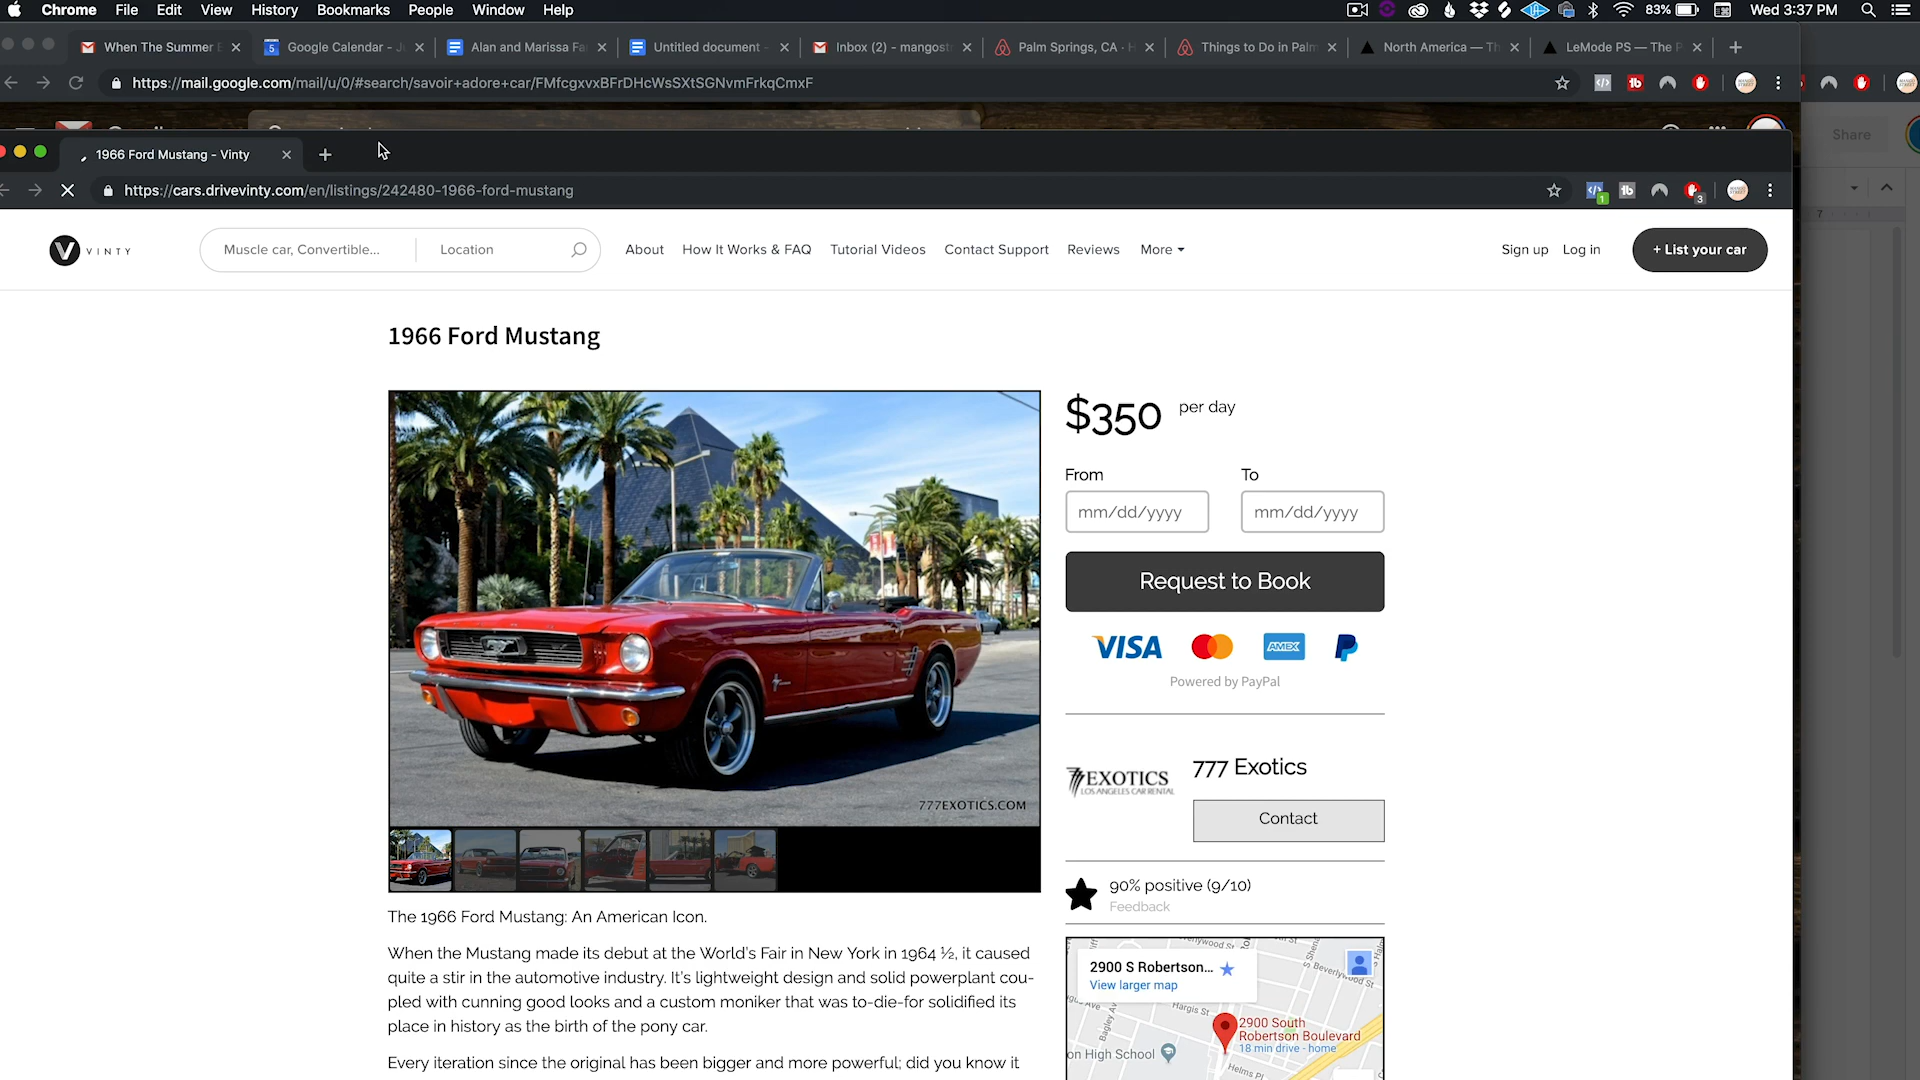 Chrome File Edit View History Bookmarks People Window Help 83% Wed 3:37 PM
When The Summer Google Calendar - Alan and Marissa Fa Untitled document - Inbox (2) - mangost Palm Springs, CA · Things to Do in Palm North America — Th LeMode PS — The P
https://mail.google.com/mail/u/0/#search/savoir+adore+car/FMfcgxvxBFrDHcWsSXtSGNvmFrkqCmxF
Share
1966 Ford Mustang - Vinty
https://cars.drivevinty.com/en/listings/242480-1966-ford-mustang
VINTY Muscle car, Convertible... Location About How It Works & FAQ Tutorial Videos Contact Support Reviews More Sign up Log in + List your car
1966 Ford Mustang
$350 per day
From To
mm/dd/yyyy mm/dd/yyyy
Request to Book
VISA AMEX
Powered by PayPal
777 Exotics
EXOTICS
LOS ANGELES CAR RENTAL
Contact
777EXOTICS.COM
90% positive (9/10)
Feedback
The 1966 Ford Mustang: An American Icon.
When the Mustang made its debut at the World's Fair in New York in 1964 ½, it caused
quite a stir in the automotive industry. It's lightweight design and solid powerplant cou-
pled with cunning good looks and a custom moniker that was to-die-for solidified its
place in history as the birth of the pony car.
Every iteration since the original has been bigger and more powerful; did you know it
2900 S Robertson...
View larger map
Hargis St
Bagley Av
2900 South
Robertson Boulevard
18 min drive - home
on High School
Helms Pl